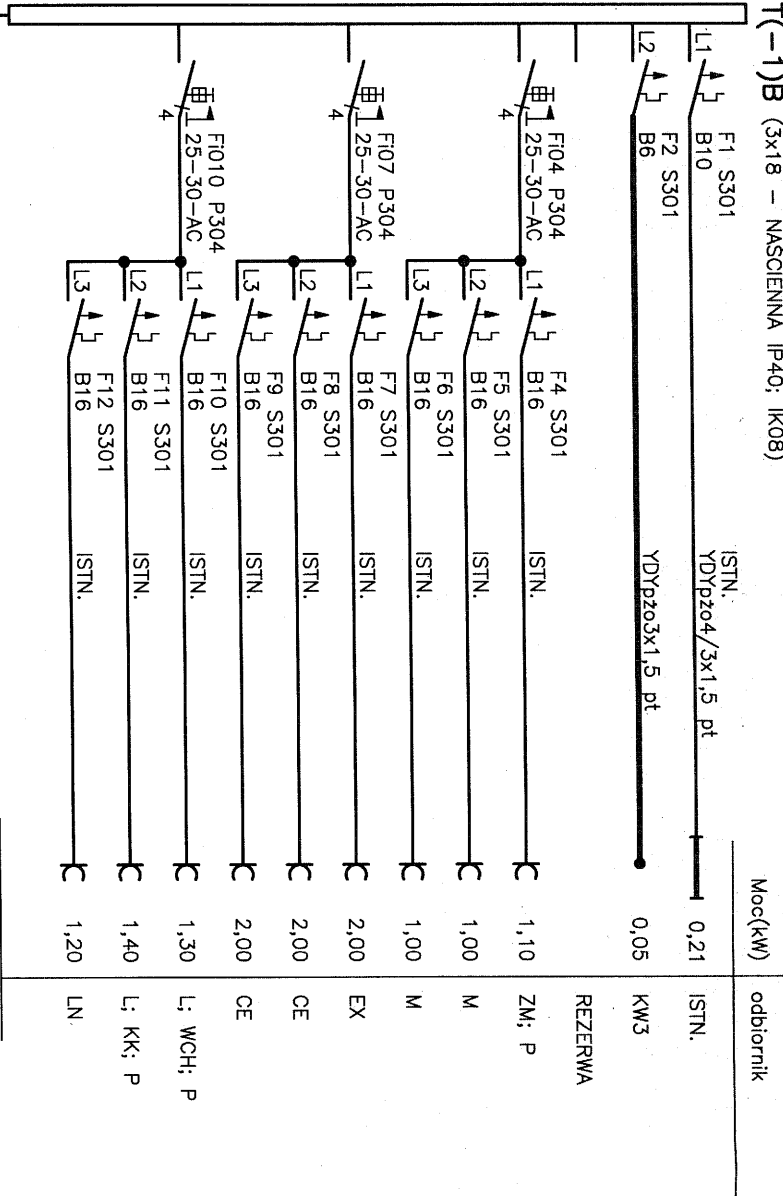 T(-1)B (3x18 - NAŚCIENNA IP40; IK08)
Moc(kW) odbiornik
L1 F1 S301
B10
ISTN.
YDYpżo4/3x1,5 pt
0,21 ISTN.
L2 F2 S301
B6
YDYpżo3x1,5 pt
0,05 KW3
REZERWA
Fi04 P304
25-30-AC
4
L1 F4 S301
B16
ISTN.
1,10 ZM; P
L2 F5 S301
B16
ISTN.
1,00 M
L3 F6 S301
B16
ISTN.
1,00 M
Fi07 P304
25-30-AC
4
L1 F7 S301
B16
ISTN.
2,00 EX
L2 F8 S301
B16
ISTN.
2,00 CE
L3 F9 S301
B16
ISTN.
2,00 CE
Fi010 P304
25-30-AC
4
L1 F10 S301
B16
ISTN.
1,30 L; WCH; P
L2 F11 S301
B16
ISTN.
1,40 L; KK; P
L3 F12 S301
B16
ISTN.
1,20 LN